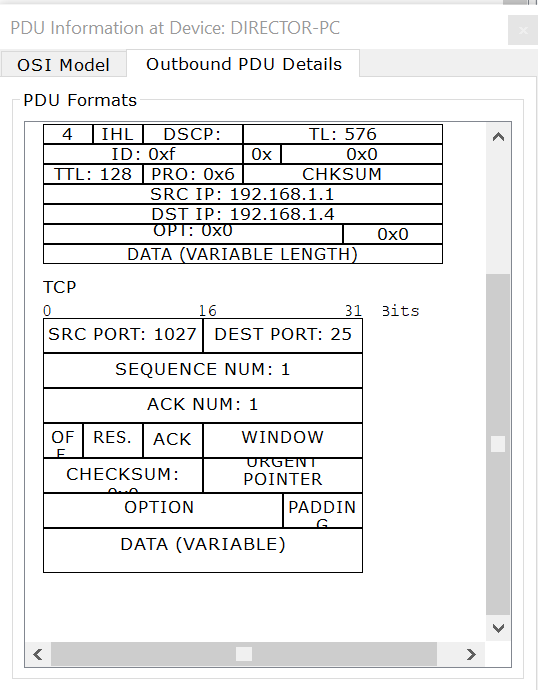 PDU Information at Device: DIRECTOR-PC
OSI Model Outbound PDU Details
PDU Formats
4 IHL DSCP: TL: 576
ID: 0xf 0x 0x0
TTL: 128 PRO: 0x6 CHKSUM
SRC IP: 192.168.1.1
DST IP: 192.168.1.4
OPT: 0x0 0x0
DATA (VARIABLE LENGTH)
TCP
0 16 31 Bits
SRC PORT: 1027 DEST PORT: 25
SEQUENCE NUM: 1
ACK NUM: 1
OF
F RES. ACK WINDOW
CHECKSUM:
0x0 URGENT
POINTER
OPTION PADDIN
G
DATA (VARIABLE)